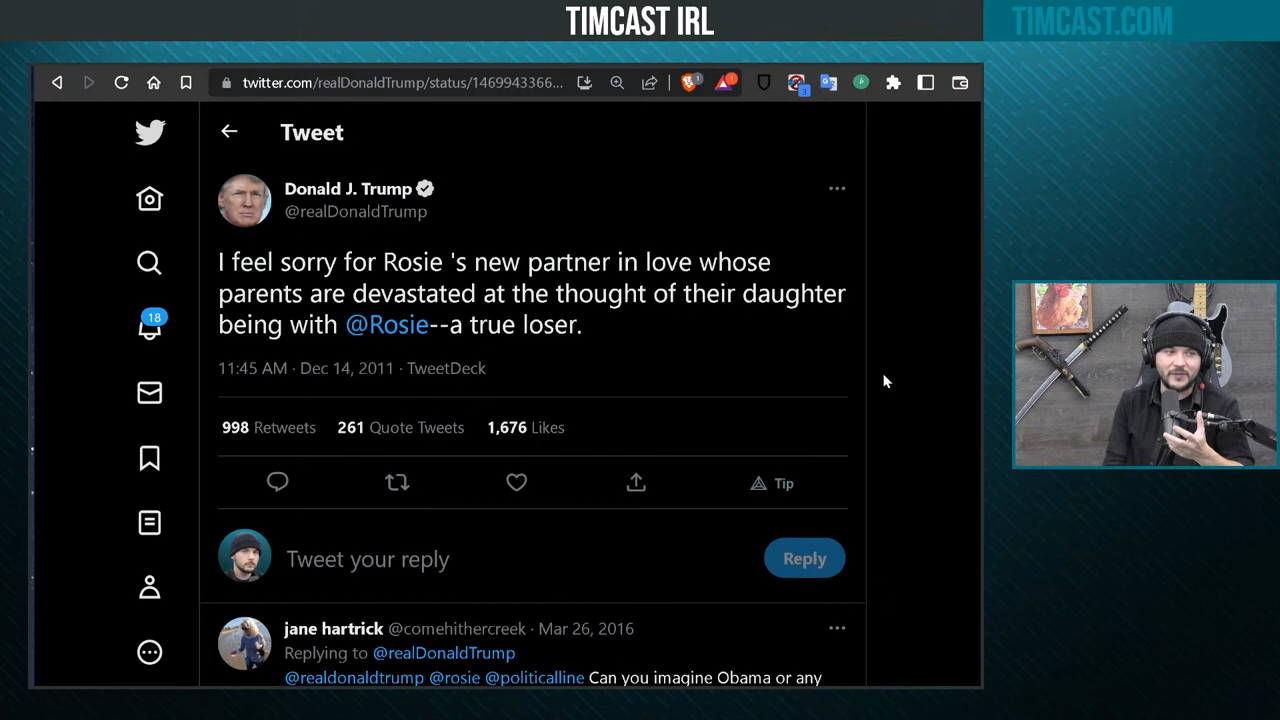 TIMCAST IRL
TIMCAST.COM
twitter.com/realDonaldTrump/status/1469943366...
1
1
3
Tweet
Donald J. Trump
@realDonaldTrump
I feel sorry for Rosie 's new partner in love whose
parents are devastated at the thought of their daughter
being with @Rosie--a true loser.
11:45 AM · Dec 14, 2011 · TweetDeck
998 Retweets 261 Quote Tweets 1,676 Likes
Tip
18
Tweet your reply
Reply
jane hartrick @comehithercreek · Mar 26, 2016
Replying to @realDonaldTrump
@realdonaldtrump @rosie @politicalline Can you imagine Obama or any